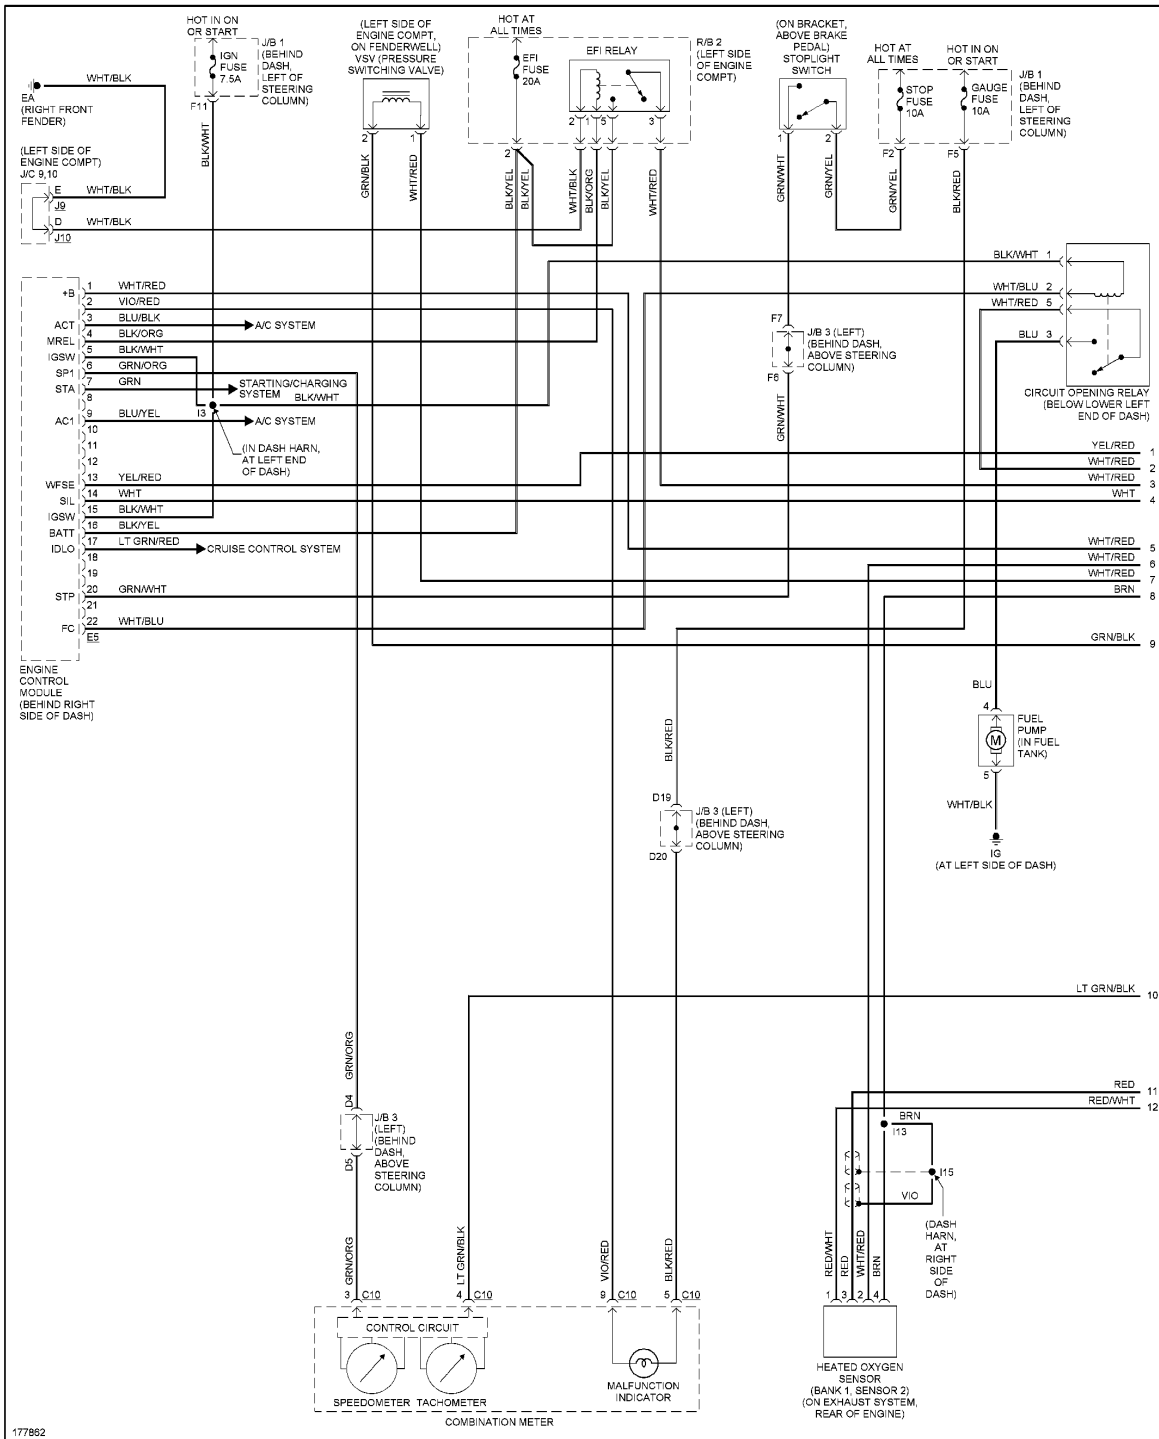 HOT IN ON
OR START
IGN
FUSE
7.5A
J/B 1
(BEHIND
DASH,
LEFT OF
STEERING
COLUMN)
F11
BLK/WHT
(LEFT SIDE OF
ENGINE COMPT,
ON FENDERWELL)
VSV (PRESSURE
SWITCHING VALVE)
2
1
GRN/BLK
WHT/RED
HOT AT
ALL TIMES
EFI
FUSE
20A
EFI RELAY
2
1
5
3
R/B 2
(LEFT SIDE
OF ENGINE
COMPT)
2
BLK/YEL
BLK/YEL
WHT/BLK
BLK/ORG
BLK/YEL
WHT/RED
(ON BRACKET,
ABOVE BRAKE
PEDAL)
STOPLIGHT
SWITCH
1
2
GRN/WHT
GRN/YEL
HOT AT
ALL TIMES
HOT IN ON
OR START
STOP
FUSE
10A
GAUGE
FUSE
10A
J/B 1
(BEHIND
DASH,
LEFT OF
STEERING
COLUMN)
F2
F5
GRN/YEL
BLK/RED
WHT/BLK
EA
(RIGHT FRONT
FENDER)
(LEFT SIDE OF
ENGINE COMPT)
J/C 9,10
E
WHT/BLK
J9
D
WHT/BLK
J10
+B
1
WHT/RED
2
VIO/RED
ACT
3
BLU/BLK
A/C SYSTEM
MREL
4
BLK/ORG
IGSW
5
BLK/WHT
SP1
6
GRN/ORG
STA
7
GRN
STARTING/CHARGING
SYSTEM
8
BLK/WHT
I3
AC1
9
BLU/YEL
A/C SYSTEM
10
11
12
(IN DASH HARN,
AT LEFT END
OF DASH)
WFSE
13
YEL/RED
SIL
14
WHT
IGSW
15
BLK/WHT
BATT
16
BLK/YEL
IDLO
17
LT GRN/RED
CRUISE CONTROL SYSTEM
18
19
STP
20
GRN/WHT
21
FC
22
WHT/BLU
E5
ENGINE
CONTROL
MODULE
(BEHIND RIGHT
SIDE OF DASH)
F7
J/B 3 (LEFT)
(BEHIND DASH,
ABOVE STEERING
COLUMN)
F6
GRN/WHT
BLK/WHT 1
WHT/BLU 2
WHT/RED 5
BLU 3
CIRCUIT OPENING RELAY
(BELOW LOWER LEFT
END OF DASH)
YEL/RED 1
WHT/RED 2
WHT/RED 3
WHT 4
WHT/RED 5
WHT/RED 6
WHT/RED 7
BRN 8
GRN/BLK 9
BLU
4
FUEL
PUMP
(IN FUEL
TANK)
M
5
WHT/BLK
IG
(AT LEFT SIDE OF DASH)
BLK/RED
D19
J/B 3 (LEFT)
(BEHIND DASH,
ABOVE STEERING
COLUMN)
D20
LT GRN/BLK 10
RED 11
RED/WHT 12
GRN/ORG
D4
J/B 3
(LEFT)
(BEHIND
DASH,
ABOVE
STEERING
COLUMN)
D5
BRN
I13
I15
VIO
(DASH
HARN,
AT
RIGHT
SIDE
OF
DASH)
GRN/ORG
LT GRN/BLK
VIO/RED
BLK/RED
RED/WHT
RED
WHT/RED
BRN
3 C10
4 C10
9 C10
5 C10
1 3 2 4
CONTROL CIRCUIT
SPEEDOMETER TACHOMETER
MALFUNCTION
INDICATOR
COMBINATION METER
HEATED OXYGEN
SENSOR
(BANK 1, SENSOR 2)
(ON EXHAUST SYSTEM,
REAR OF ENGINE)
177862